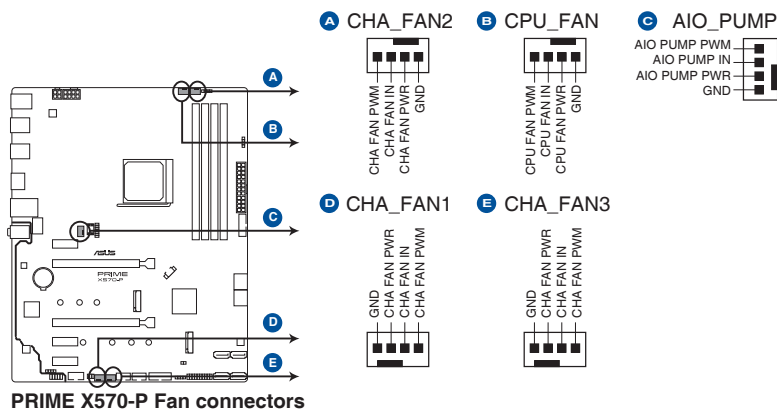 A CHA_FAN2
CHA FAN PWM
CHA FAN IN
CHA FAN PWR
GND
B CPU_FAN
CPU FAN PWM
CPU FAN IN
CPU FAN PWR
GND
C AIO_PUMP
AIO PUMP PWM
AIO PUMP IN
AIO PUMP PWR
GND
A
B
C
D
E
/SUS
PRIME
X570-P
D CHA_FAN1
GND
CHA FAN PWR
CHA FAN IN
CHA FAN PWM
E CHA_FAN3
GND
CHA FAN PWR
CHA FAN IN
CHA FAN PWM
PRIME X570-P Fan connectors